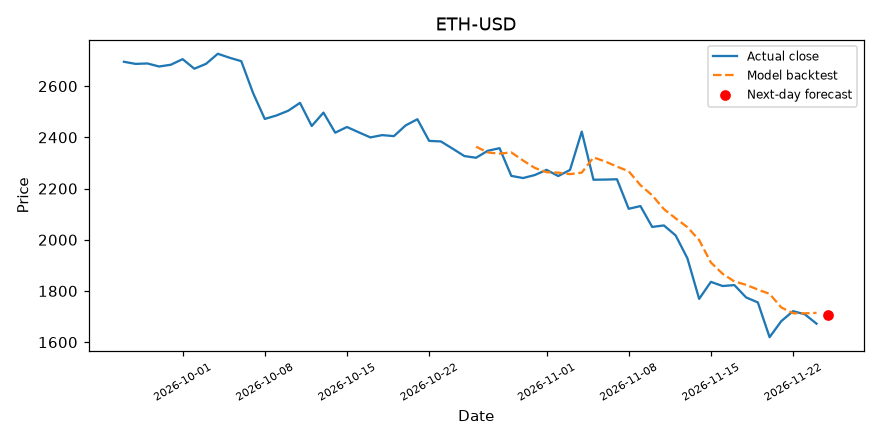 ETH-USD
Actual close
Model backtest
Next-day forecast
Price
2600
2400
2200
2000
1800
1600
2026-10-01
2026-10-08
2026-10-15
2026-10-22
2026-11-01
2026-11-08
2026-11-15
2026-11-22
Date